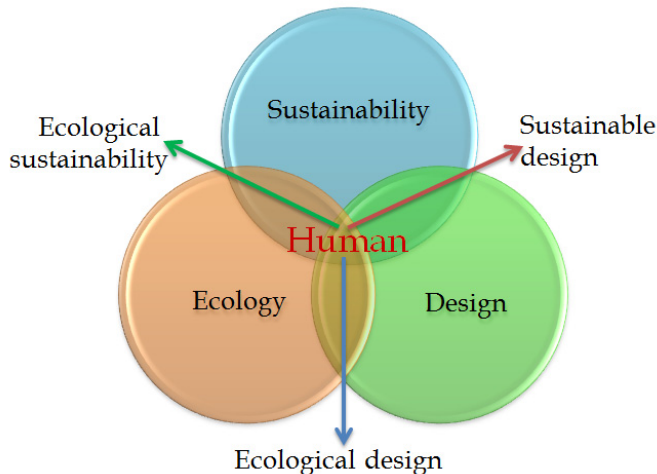 Sustainability
Ecological
sustainability
Sustainable
design
Human
Ecology
Design
Ecological design